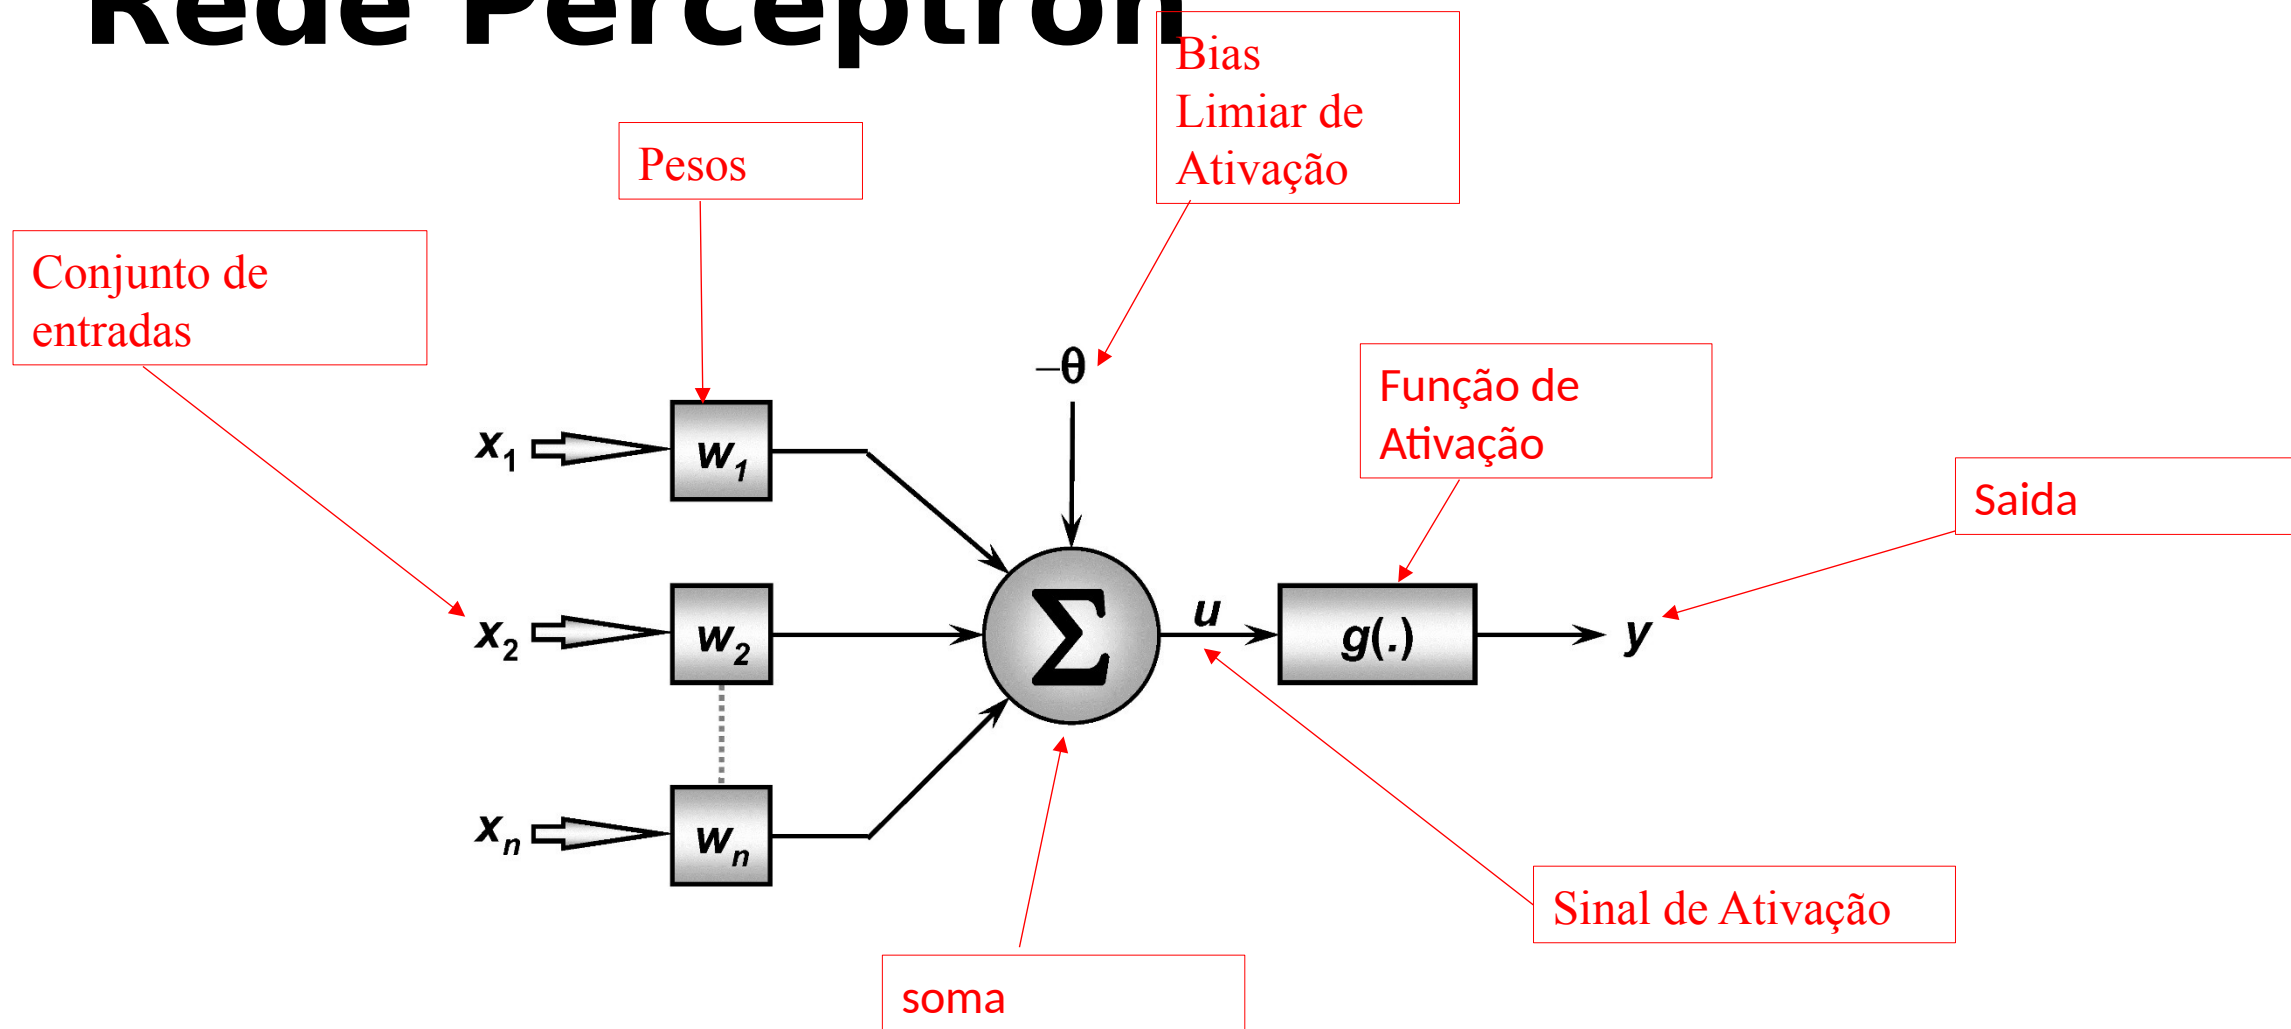 Rede Perceptron
Bias
Limiar de
Ativação
Pesos
Conjunto de
entradas
−θ
Função de
Ativação
x1
w1
Saida
x2
w2
Σ
u
g(.)
y
xn
wn
Sinal de Ativação
soma